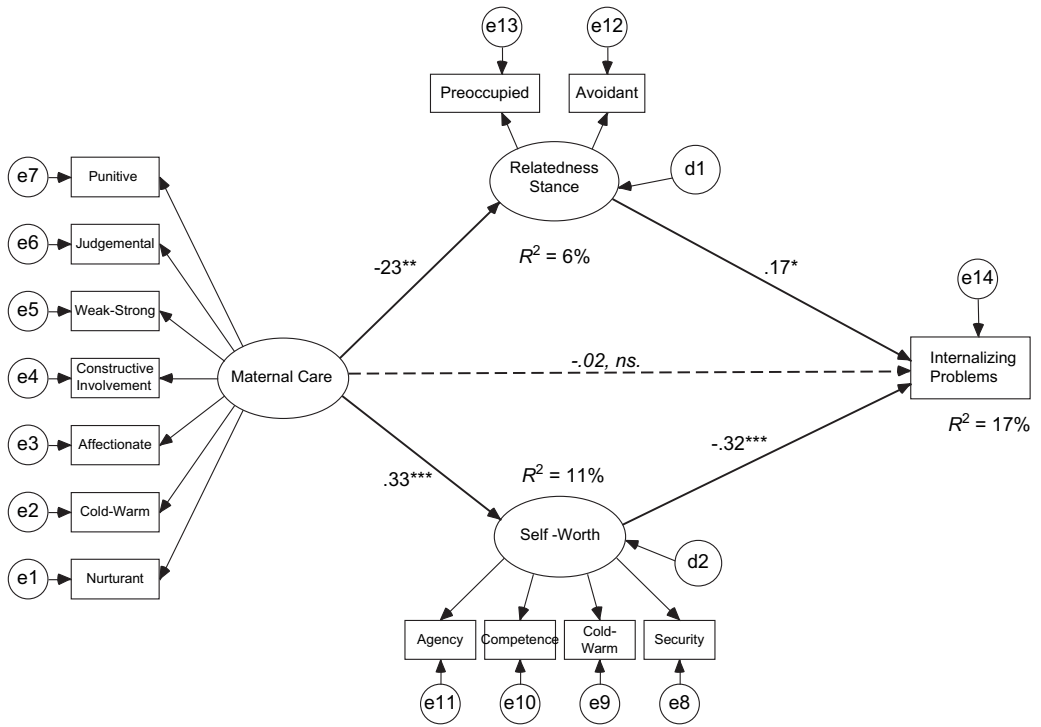 e13
e12
Preoccupied
Avoidant
Relatedness
Stance
d1
e7
Punitive
R² = 6%
e6
Judgemental
-23**
.17*
e14
e5
Weak-Strong
e4
Constructive
Involvement
Maternal Care
-.02, ns.
Internalizing
Problems
R² = 17%
e3
Affectionate
-.32***
.33***
R² = 11%
e2
Cold-Warm
Self -Worth
d2
e1
Nurturant
Agency
Competence
Cold-
Warm
Security
e11
e10
e9
e8